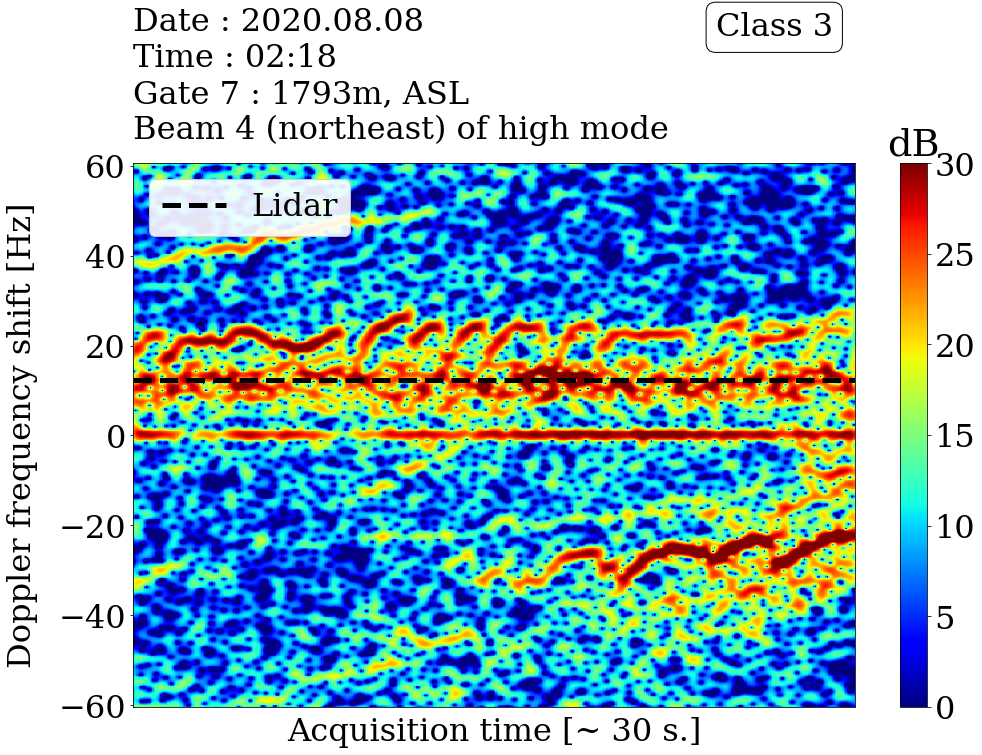 Date : 2020.08.08
Time : 02:18
Gate 7 : 1793m, ASL
Beam 4 (northeast) of high mode
Class 3
dB
Lidar
Doppler frequency shift [Hz]
60
40
20
0
−20
−40
−60
Acquisition time [~ 30 s.]
30
25
20
15
10
5
0